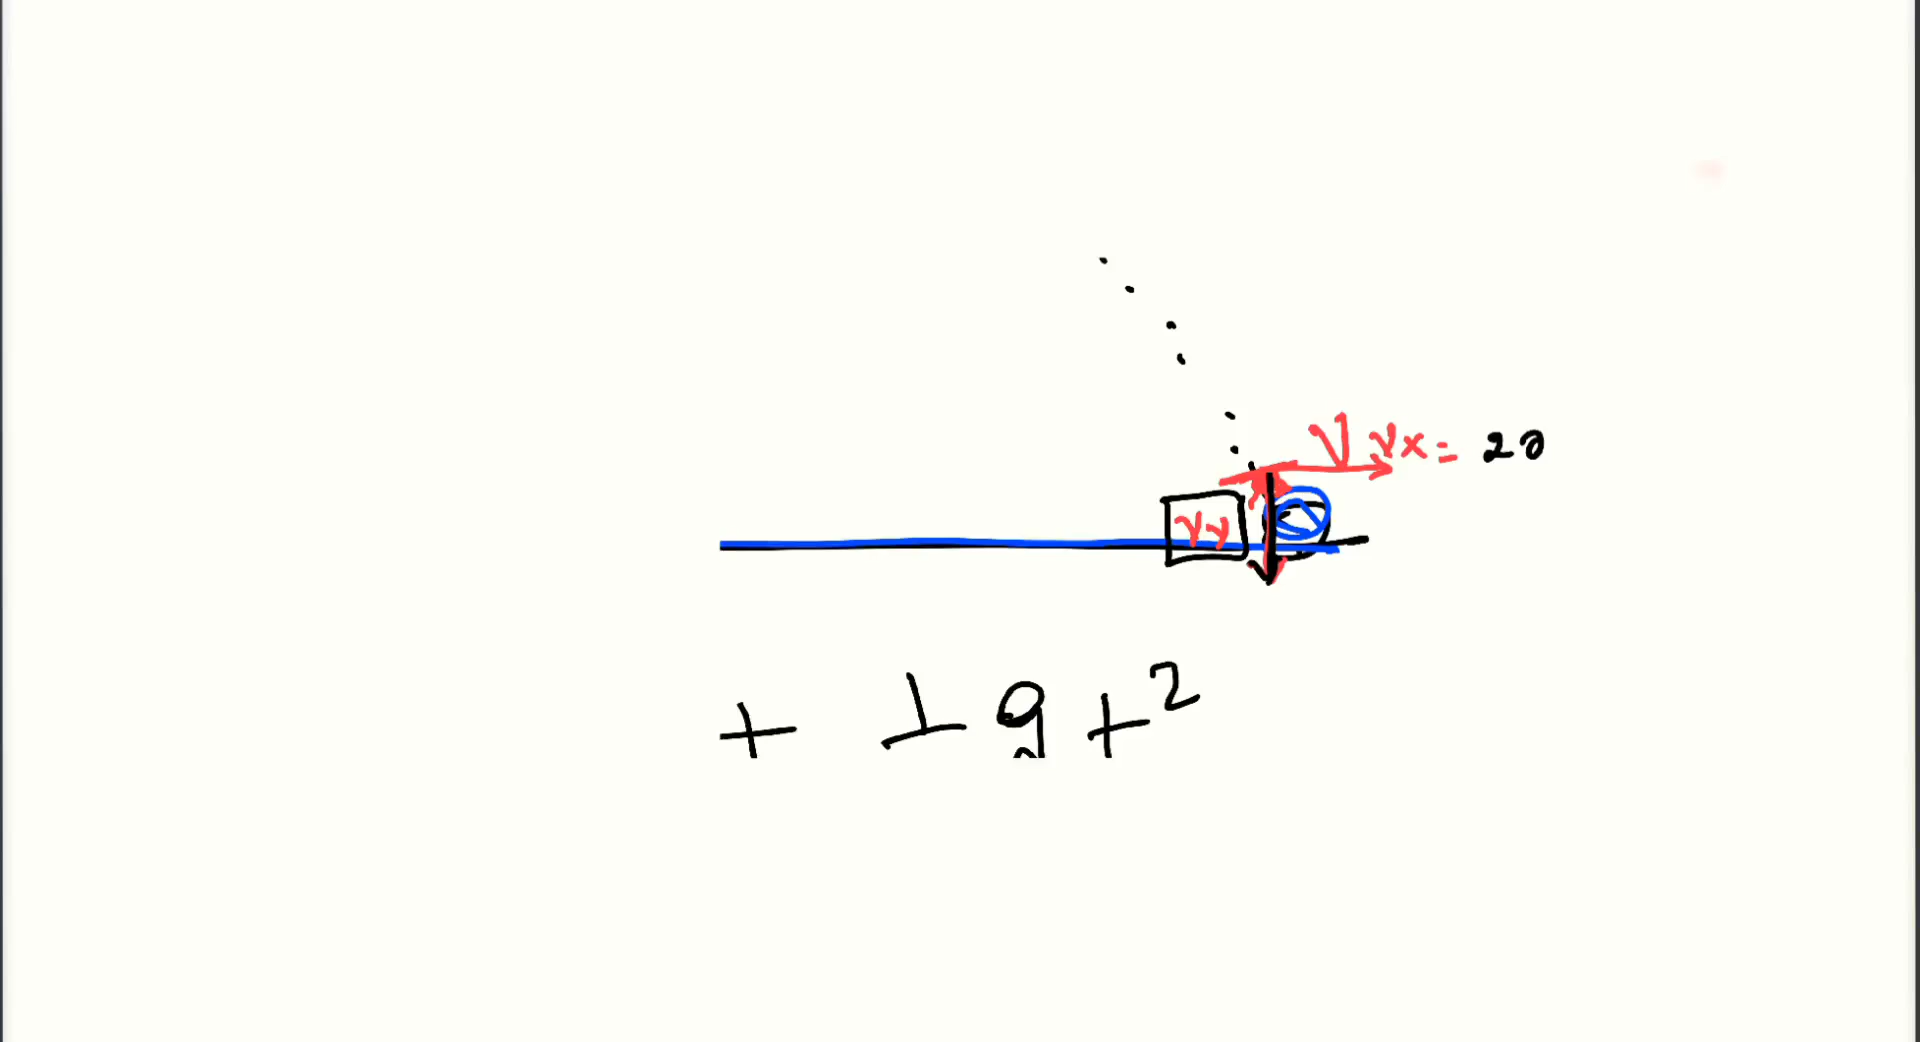 vx = 20
vy
+ 1 g t²